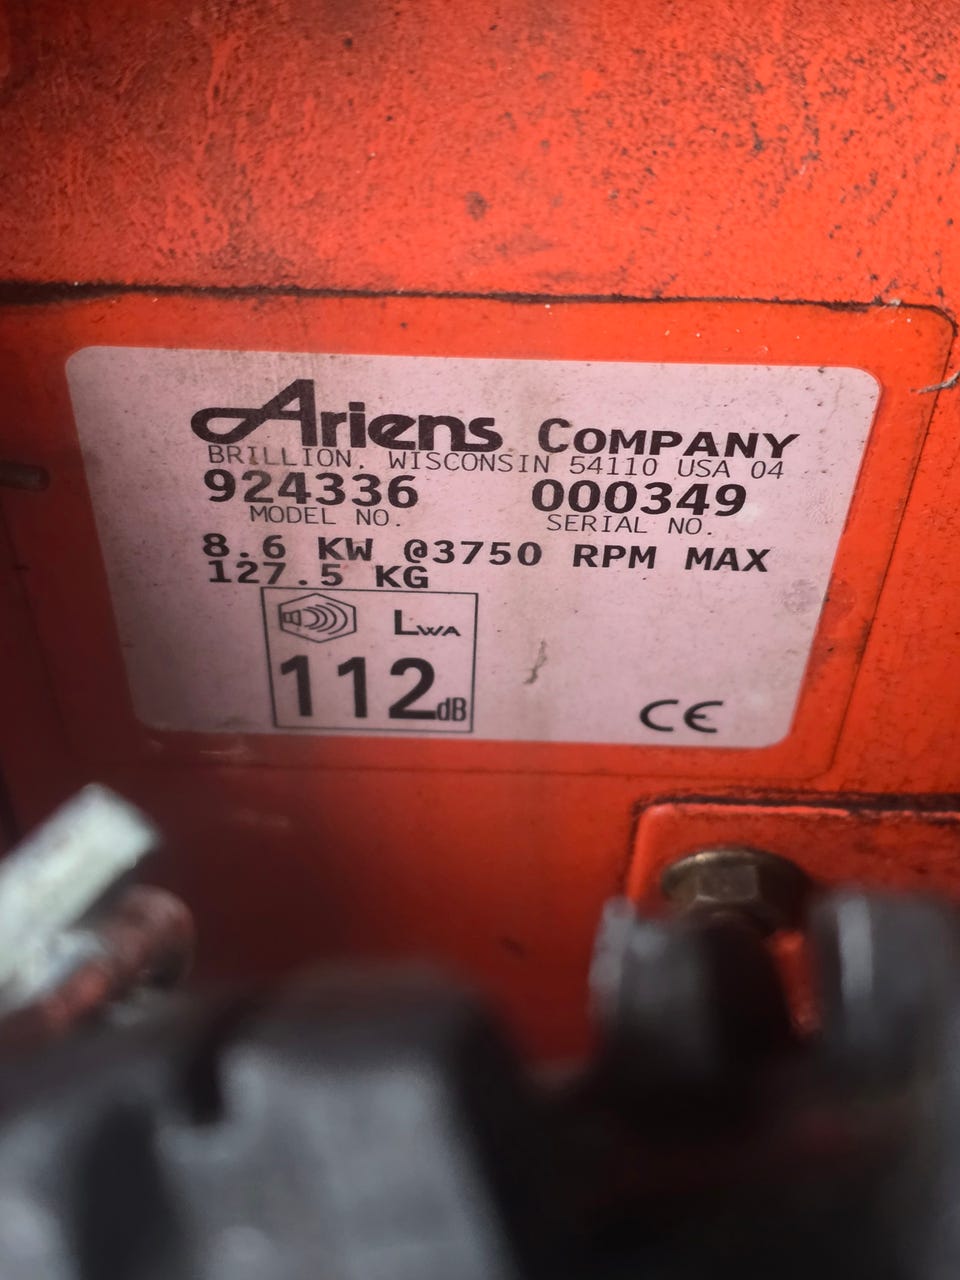 Ariens COMPANY
BRILLION, WISCONSIN 54110 USA 04
924336 000349
MODEL NO. SERIAL NO.
8.6 KW @3750 RPM MAX
127.5 KG
LWA
112dB
CE